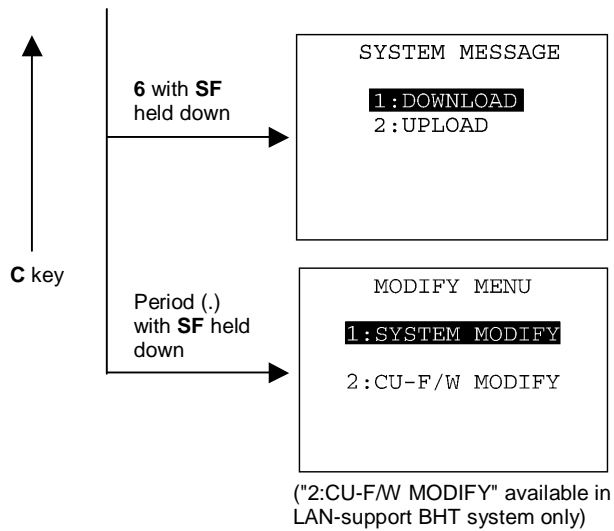 SYSTEM MESSAGE
6 with SF
held down
1:DOWNLOAD
2:UPLOAD
C key
Period (.)
with SF held
down
MODIFY MENU
1:SYSTEM MODIFY
2:CU-F/W MODIFY
("2:CU-F/W MODIFY" available in
LAN-support BHT system only)